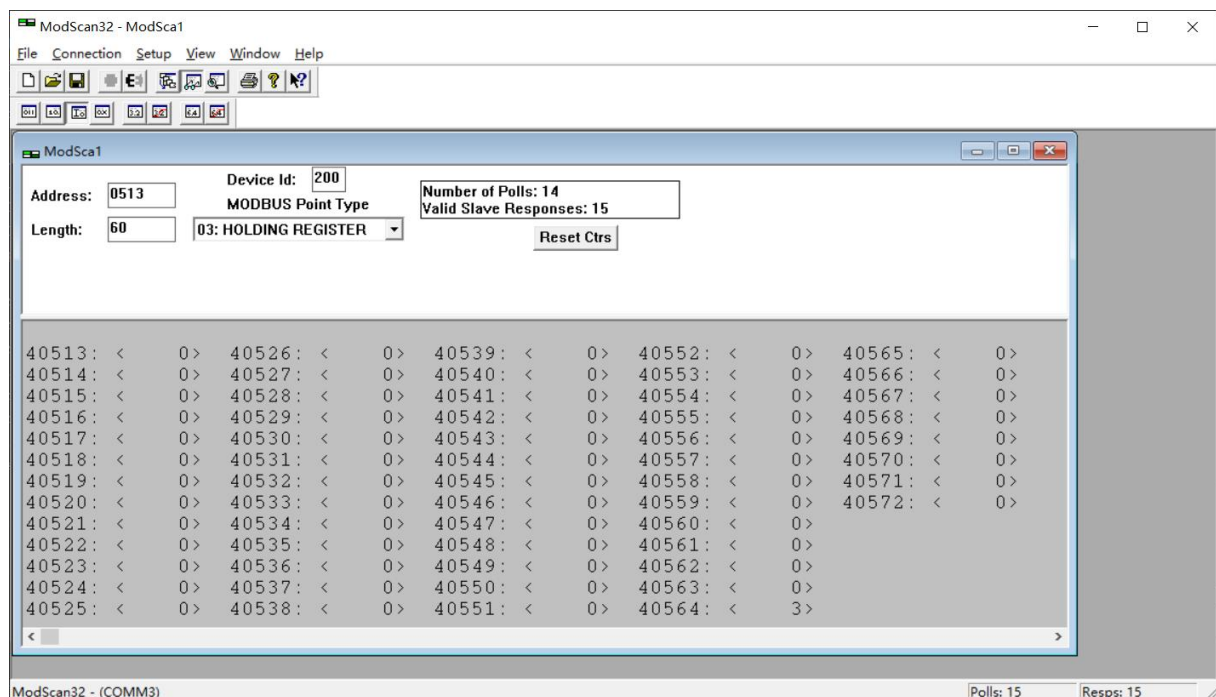 ModScan32 - ModSca1
File Connection Setup View Window Help
ModSca1
Address: 0513
Device Id: 200
MODBUS Point Type
Length: 60
03: HOLDING REGISTER
Number of Polls: 14
Valid Slave Responses: 15
Reset Ctrs
40513: < 0> 40526: < 0> 40539: < 0> 40552: < 0> 40565: < 0>
40514: < 0> 40527: < 0> 40540: < 0> 40553: < 0> 40566: < 0>
40515: < 0> 40528: < 0> 40541: < 0> 40554: < 0> 40567: < 0>
40516: < 0> 40529: < 0> 40542: < 0> 40555: < 0> 40568: < 0>
40517: < 0> 40530: < 0> 40543: < 0> 40556: < 0> 40569: < 0>
40518: < 0> 40531: < 0> 40544: < 0> 40557: < 0> 40570: < 0>
40519: < 0> 40532: < 0> 40545: < 0> 40558: < 0> 40571: < 0>
40520: < 0> 40533: < 0> 40546: < 0> 40559: < 0> 40572: < 0>
40521: < 0> 40534: < 0> 40547: < 0> 40560: < 0>
40522: < 0> 40535: < 0> 40548: < 0> 40561: < 0>
40523: < 0> 40536: < 0> 40549: < 0> 40562: < 0>
40524: < 0> 40537: < 0> 40550: < 0> 40563: < 0>
40525: < 0> 40538: < 0> 40551: < 0> 40564: < 3>
ModScan32 - (COMM3) Polls: 15 Resps: 15